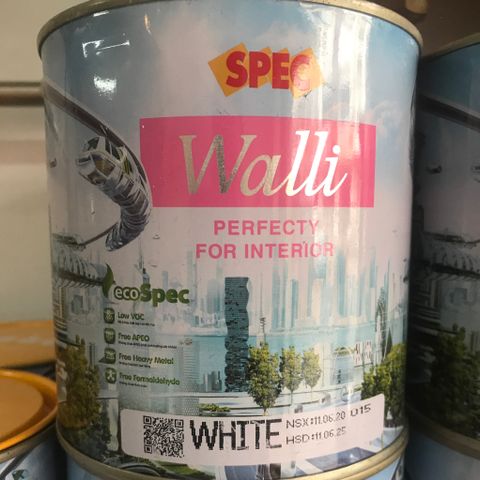 SPEC
Walli
PERFECTY
FOR INTERIOR
ecoSpec
Low VOC
Free APEO
Free Heavy Metal
Free Formaldehyde
WHITE
NSX:11.06.20 015
HSD:11.06.25